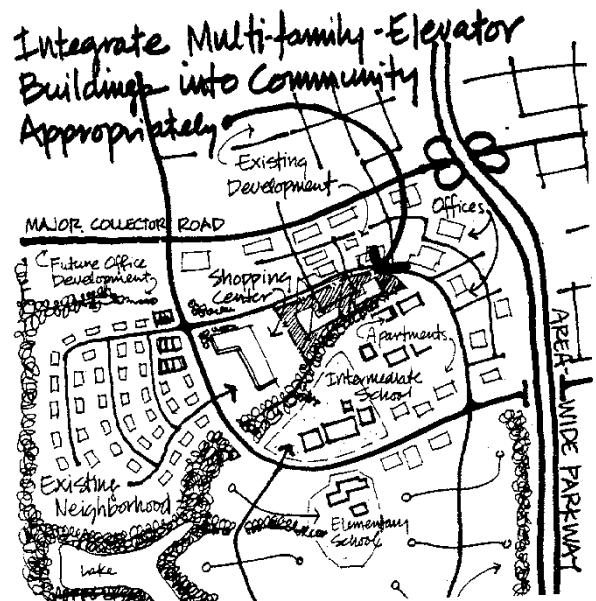 Integrate Multi-family-Elevator
Buildings into Community
Appropriately
Existing
Development
MAJOR COLLECTOR ROAD
Offices
Future Office
Development
Shopping
Center
Apartments
Intermediate
School
AREA-WIDE PARKWAY
Existing
Neighborhood
Elementary
School
Lake